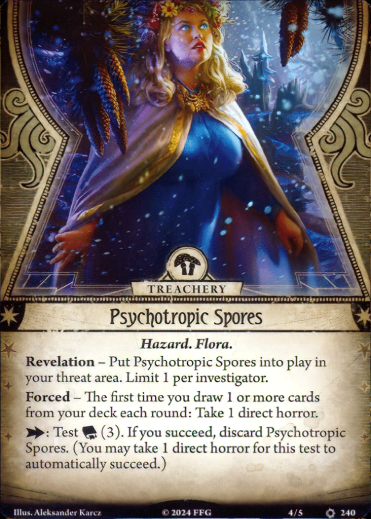 TREACHERY
Psychotropic Spores
Hazard. Flora.
Revelation – Put Psychotropic Spores into play in
your threat area. Limit 1 per investigator.
Forced – The first time you draw 1 or more cards
from your deck each round: Take 1 direct horror.
: Test (3). If you succeed, discard Psychotropic
Spores. (You may take 1 direct horror for this test to
automatically succeed.)
Illus. Aleksander Karcz © 2024 FFG 4/5 240